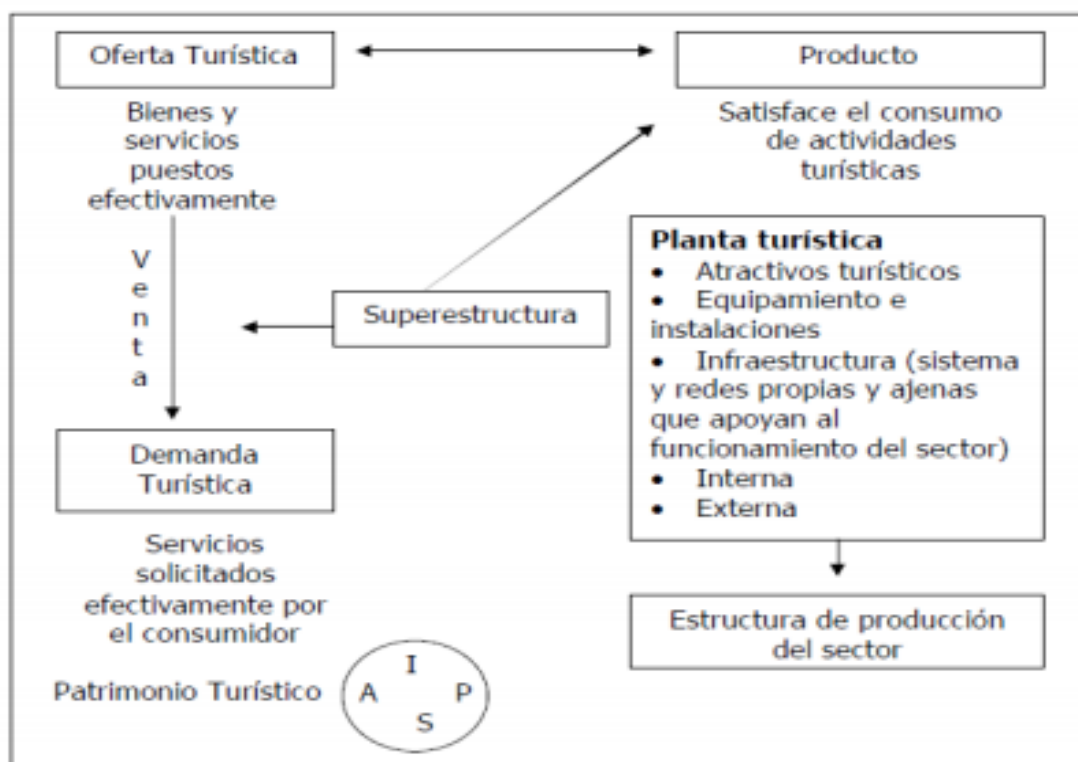 Oferta Turística
Producto
Bienes y
servicios
puestos
efectivamente
Satisface el consumo
de actividades
turísticas
V
e
n
t
a
Superestructura
Planta turística
• Atractivos turísticos
• Equipamiento e
instalaciones
• Infraestructura (sistema
y redes propias y ajenas
que apoyan al
funcionamiento del sector)
• Interna
• Externa
Demanda
Turística
Servicios
solicitados
efectivamente por
el consumidor
Estructura de producción
del sector
Patrimonio Turístico
I
A P
S